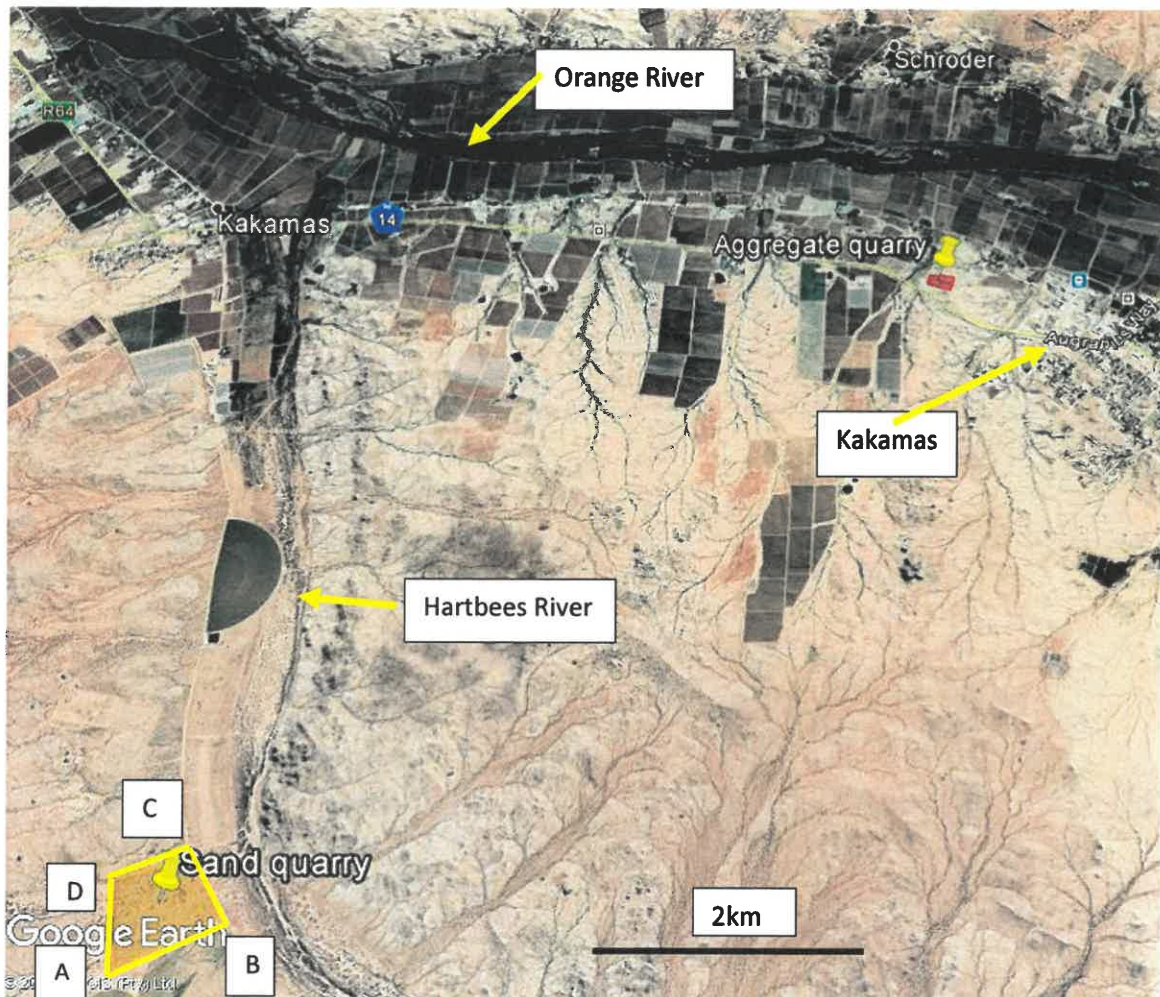 Orange River
Schroder
R64
Kakamas
14
Aggregate quarry
Kakamas
Hartbees River
C
Sand quarry
D
2km
Google Earth
A
B